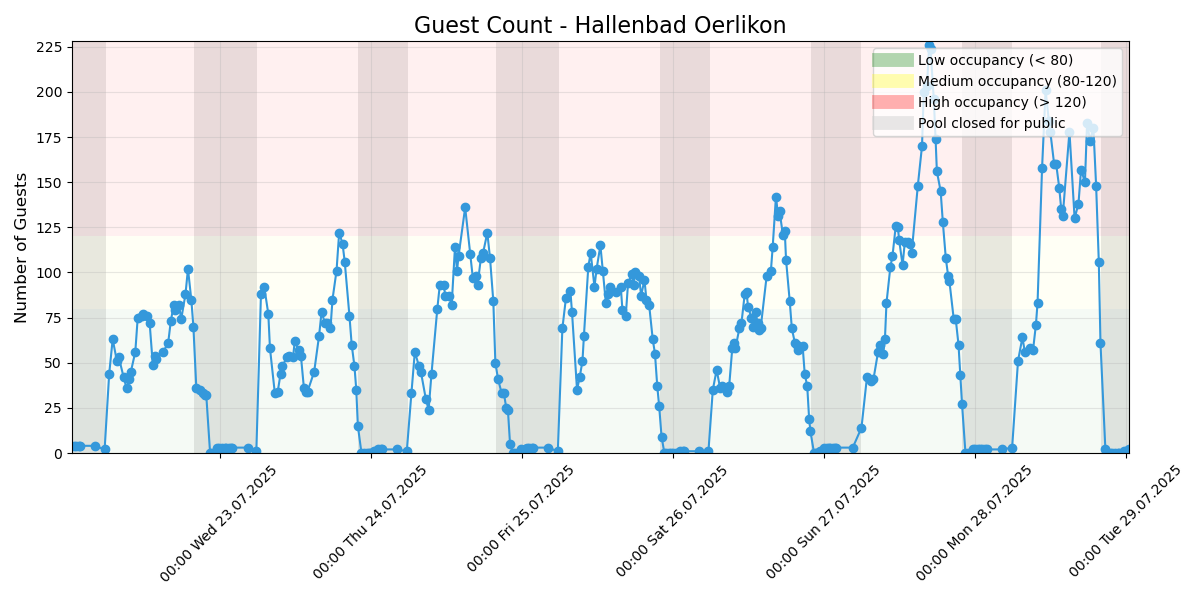 Guest Count - Hallenbad Oerlikon
Number of Guests
225
200
175
150
125
100
75
50
25
0
Low occupancy (< 80)
Medium occupancy (80-120)
High occupancy (> 120)
Pool closed for public
00:00 Wed 23.07.2025
00:00 Thu 24.07.2025
00:00 Fri 25.07.2025
00:00 Sat 26.07.2025
00:00 Sun 27.07.2025
00:00 Mon 28.07.2025
00:00 Tue 29.07.2025